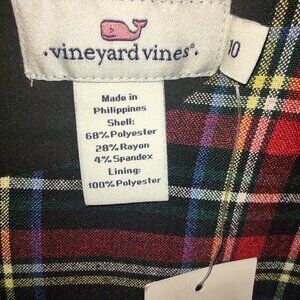 vineyard vines®
10
Made in
Philippines
Shell:
68% Polyester
28% Rayon
4% Spandex
Lining:
100% Polyester